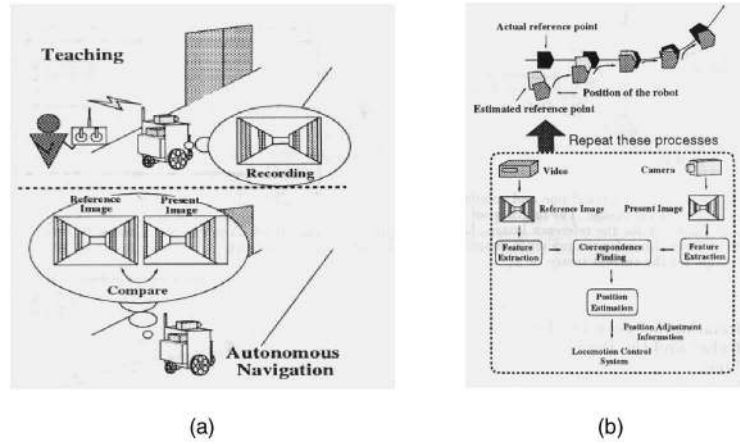 Teaching
Recording
Reference
Image
Present
Image
Compare
Autonomous
Navigation
(a)
Actual reference point
Position of the robot
Estimated reference point
Repeat these processes
Video
Camera
Reference Image
Present Image
Feature
Extraction
Correspondence
Finding
Feature
Extraction
Position
Estimation
Position Adjustment
Information
Locomotion Control
System
(b)